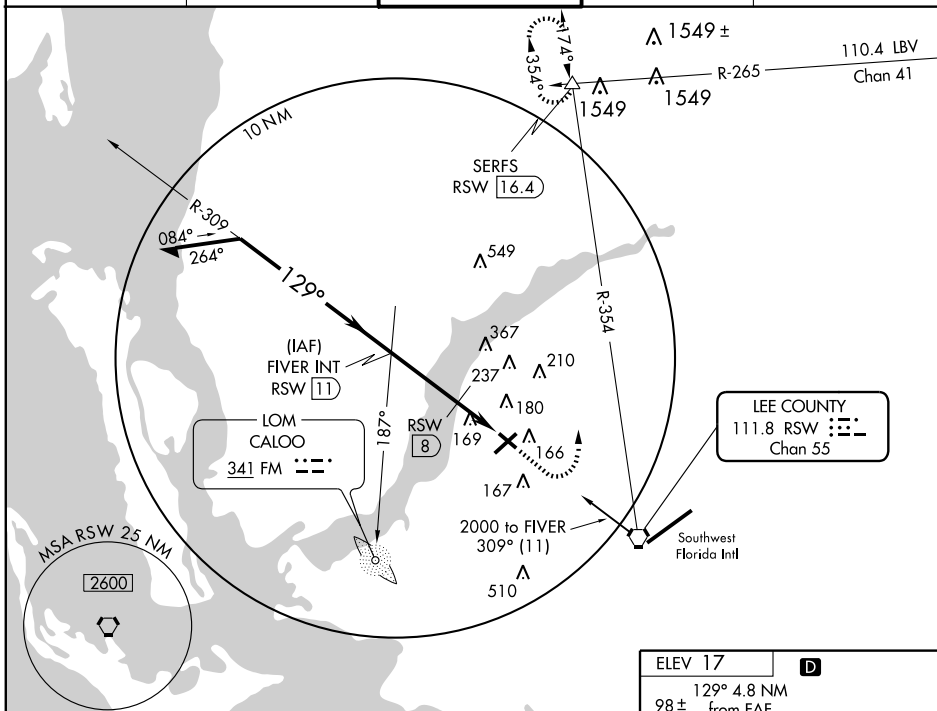 1549 ±
110.4 LBV
R-265
Chan 41
174°
354°
1549
1549
10 NM
SERFS
RSW 16.4
R-309
084°
264°
549
129°
R-354
(IAF)
FIVER INT
RSW 11
367
237
210
180
LOM
CALOO
341 FM
187°
RSW
8
169
166
LEE COUNTY
111.8 RSW
Chan 55
167
2000 to FIVER
309° (11)
Southwest
Florida Intl
510
MSA RSW 25 NM
2600
ELEV 17
D
129° 4.8 NM
98 ±
from FAF